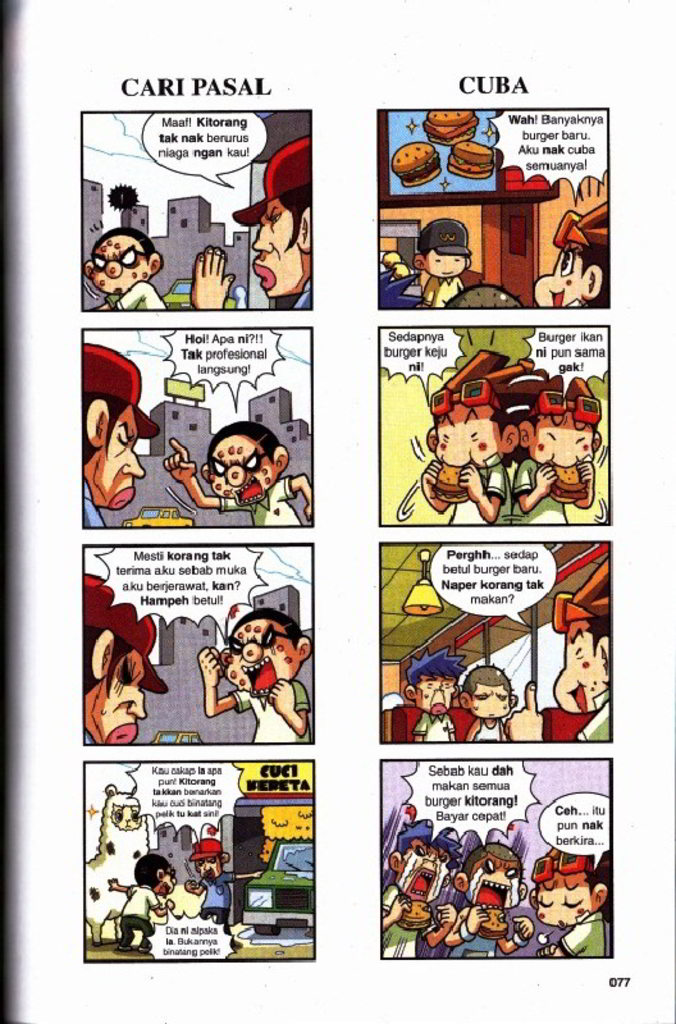 CARI PASAL
Maaf! Kitorang
tak nak berurus
niaga ngan kau!
!
Hoi! Apa ni?!!
Tak profesional
langsung!
Mesti korang tak
terima aku sebab muka
aku berjerawat, kan?
Hampeh betul!
Kau cakap la apa
pun! Kitorang
takkan benarkan
kau cuci binatang
pelik tu kat sini!
CUCI
KERETA
Dia ni alpaka
la. Bukannya
binatang pelik!
CUBA
Wah! Banyaknya
burger baru.
Aku nak cuba
semuanya!
Sedapnya
burger keju
ni!
Burger ikan
ni pun sama
gak!
Perghh... sedap
betul burger baru.
Naper korang tak
makan?
Sebab kau dah
makan semua
burger kitorang!
Bayar cepat!
Ceh... itu
pun nak
berkira...
077